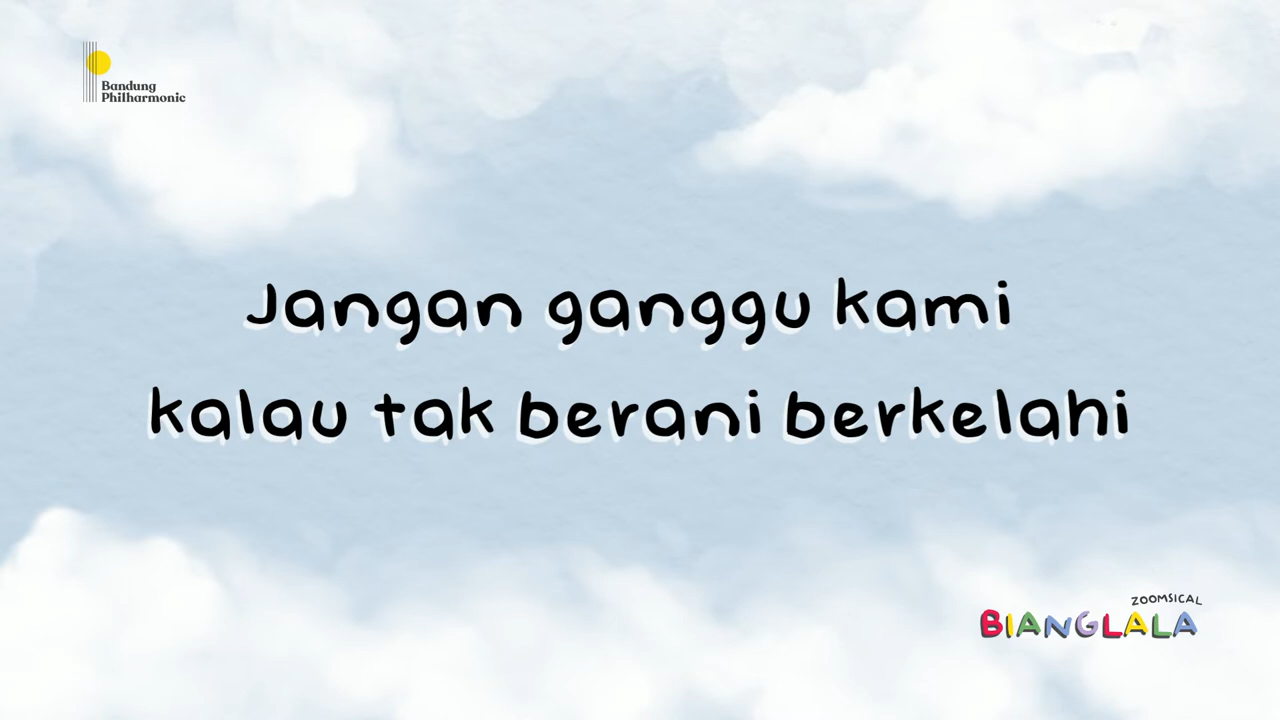 Bandung
Philharmonic
Jangan ganggu kami
kalau tak berani berkelahi
ZOOMSICAL
BIANGLALA